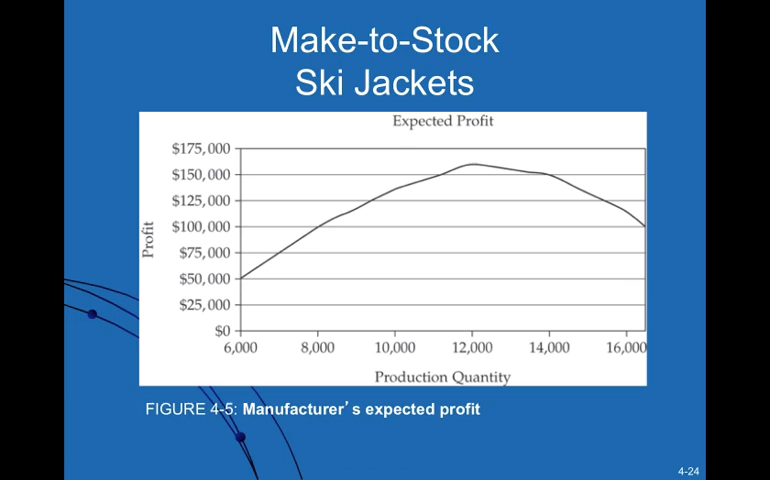 Make-to-Stock
Ski Jackets
Expected Profit
$175,000
$150,000
$125,000
$100,000
$75,000
$50,000
$25,000
$0
Profit
6,000 8,000 10,000 12,000 14,000 16,000
Production Quantity
FIGURE 4-5: Manufacturer’s expected profit
4-24